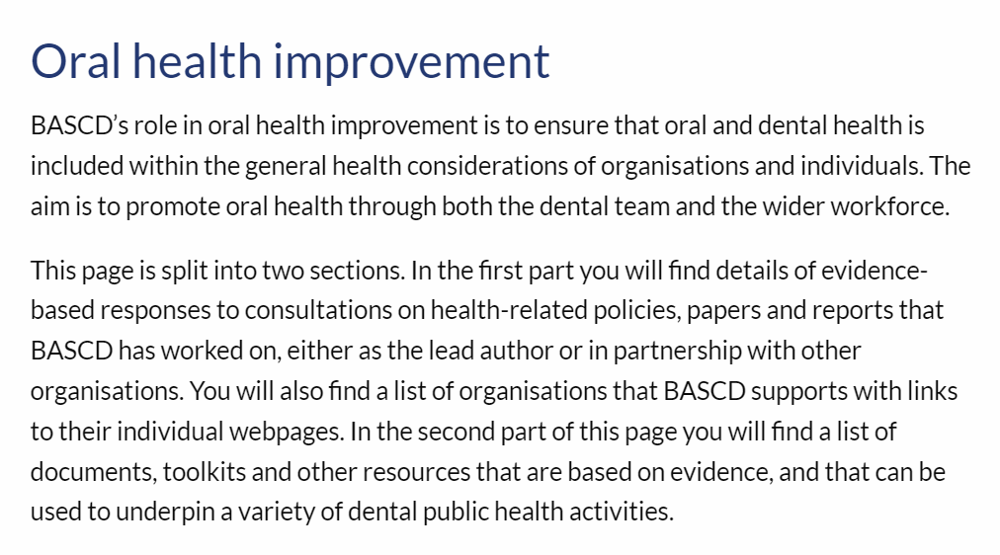 Oral health improvement
BASCD’s role in oral health improvement is to ensure that oral and dental health is
included within the general health considerations of organisations and individuals. The
aim is to promote oral health through both the dental team and the wider workforce.
This page is split into two sections. In the first part you will find details of evidence-
based responses to consultations on health-related policies, papers and reports that
BASCD has worked on, either as the lead author or in partnership with other
organisations. You will also find a list of organisations that BASCD supports with links
to their individual webpages. In the second part of this page you will find a list of
documents, toolkits and other resources that are based on evidence, and that can be
used to underpin a variety of dental public health activities.